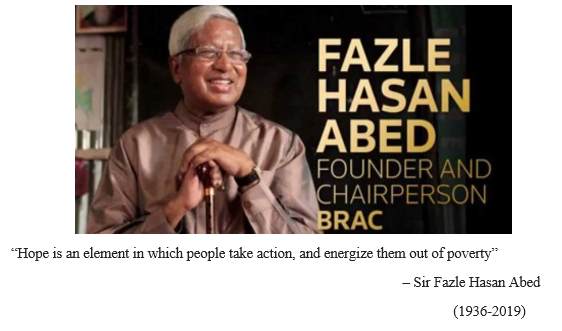 FAZLE
HASAN
ABED
FOUNDER AND
CHAIRPERSON
BRAC
“Hope is an element in which people take action, and energize them out of poverty”
– Sir Fazle Hasan Abed
(1936-2019)